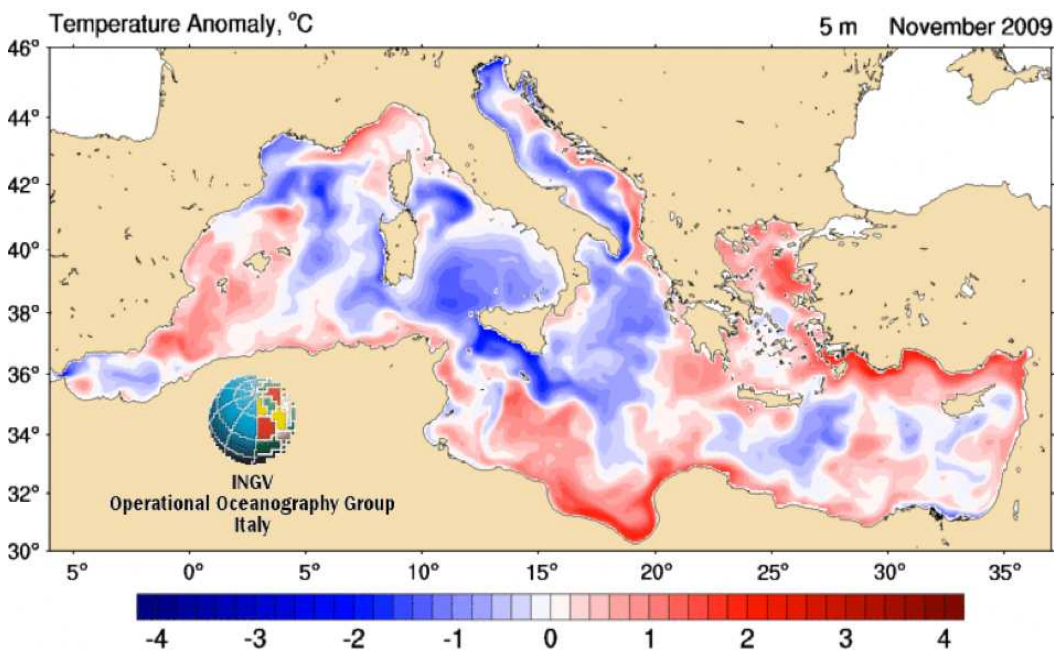 Temperature Anomaly, °C 5 m November 2009
46°
44°
42°
40°
38°
36°
34°
32°
30°
INGV
Operational Oceanography Group
Italy
5° 0° 5° 10° 15° 20° 25° 30° 35°
-4 -3 -2 -1 0 1 2 3 4